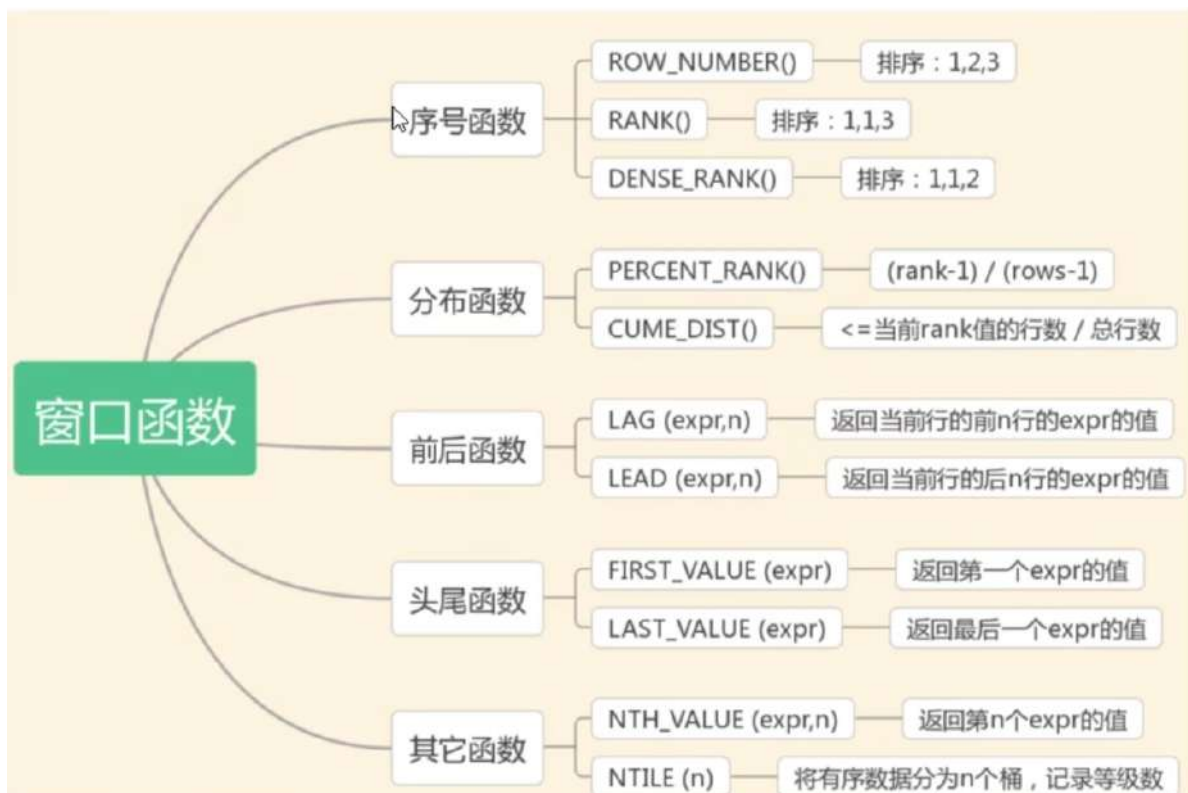 窗口函数
序号函数
ROW_NUMBER()
排序：1,2,3
RANK()
排序：1,1,3
DENSE_RANK()
排序：1,1,2
分布函数
PERCENT_RANK()
(rank-1) / (rows-1)
CUME_DIST()
<=当前rank值的行数 / 总行数
前后函数
LAG (expr,n)
返回当前行的前n行的expr的值
LEAD (expr,n)
返回当前行的后n行的expr的值
头尾函数
FIRST_VALUE (expr)
返回第一个expr的值
LAST_VALUE (expr)
返回最后一个expr的值
其它函数
NTH_VALUE (expr,n)
返回第n个expr的值
NTILE (n)
将有序数据分为n个桶，记录等级数